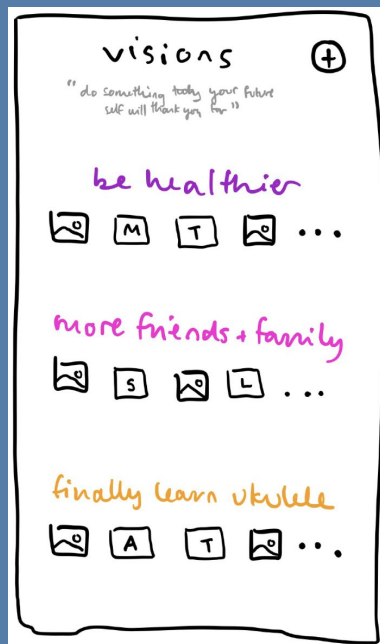 visions
"do something today your future
self will thank you for"
be healthier
M T ...
more friends + family
S L ...
finally learn ukulele
A T ...